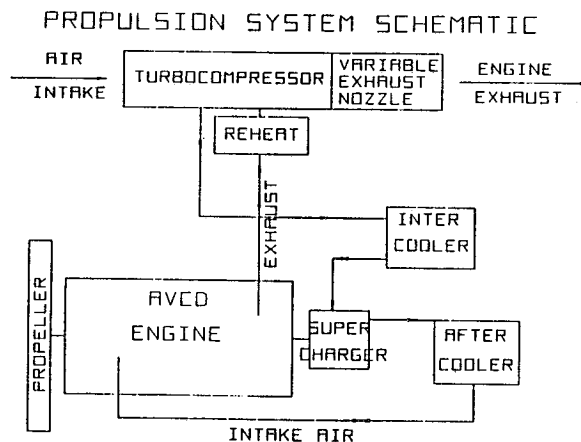 PROPULSION SYSTEM SCHEMATIC
AIR
INTAKE
TURBOCOMPRESSOR
VARIABLE
EXHAUST
NOZZLE
ENGINE
EXHAUST
REHEAT
EXHAUST
INTER
COOLER
PROPELLER
AVCD
ENGINE
SUPER
CHARGER
AFTER
COOLER
INTAKE AIR